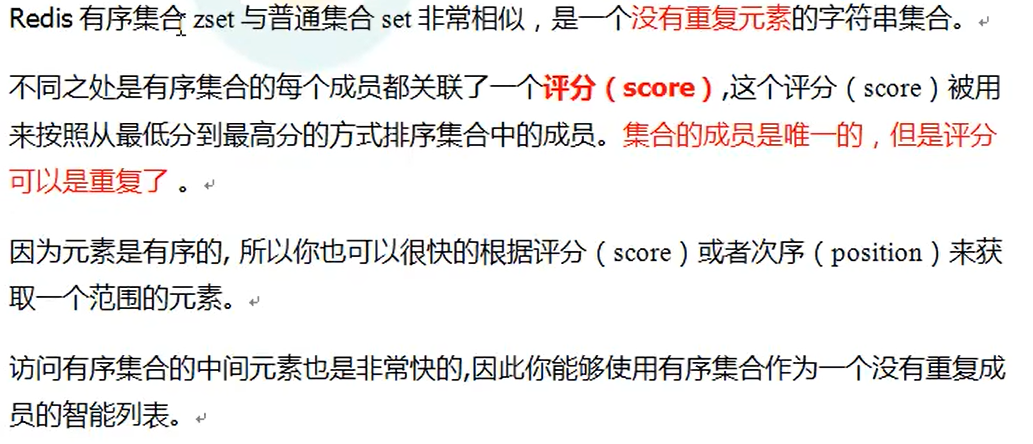 Redis 有序集合 zset 与普通集合 set 非常相似，是一个没有重复元素的字符串集合。
不同之处是有序集合的每个成员都关联了一个评分（score）,这个评分（score）被用
来按照从最低分到最高分的方式排序集合中的成员。集合的成员是唯一的，但是评分
可以是重复了 。
因为元素是有序的, 所以你也可以很快的根据评分（score）或者次序（position）来获
取一个范围的元素。
访问有序集合的中间元素也是非常快的,因此你能够使用有序集合作为一个没有重复成
员的智能列表。